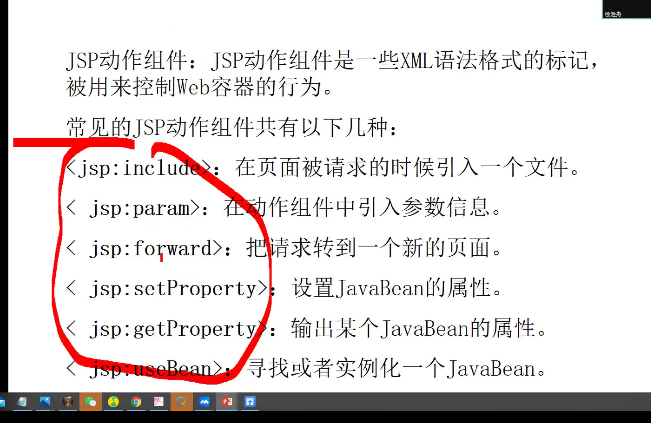 JSP动作组件：JSP动作组件是一些XML语法格式的标记，
被用来控制Web容器的行为。
常见的JSP动作组件共有以下几种：
<jsp:include>：在页面被请求的时候引入一个文件。
< jsp:param>：在动作组件中引入参数信息。
< jsp:forward>：把请求转到一个新的页面。
< jsp:setProperty>：设置JavaBean的属性。
< jsp:getProperty>：输出某个JavaBean的属性。
< jsp:useBean>：寻找或者实例化一个JavaBean。